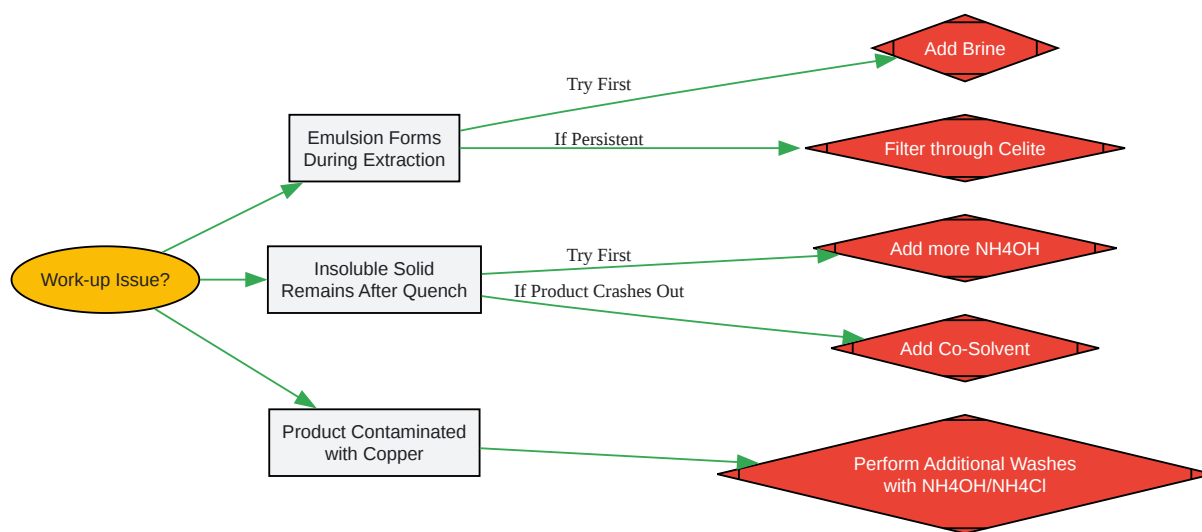 Work-up Issue?
Emulsion Forms
During Extraction
Try First
Add Brine
If Persistent
Filter through Celite
Insoluble Solid
Remains After Quench
Try First
Add more NH4OH
If Product Crashes Out
Add Co-Solvent
Product Contaminated
with Copper
Perform Additional Washes
with NH4OH/NH4Cl